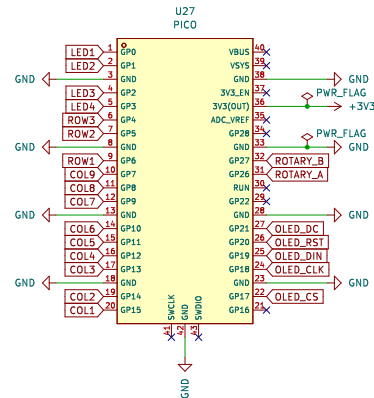 U27
PICO
LED1 1 GP0 VBUS 40
LED2 2 GP1 VSYS 39
GND 3 GND GND 38 GND
LED3 4 GP2 3V3_EN 37 PWR_FLAG
LED4 5 GP3 3V3(OUT) 36 +3V3
ROW3 6 GP4 ADC_VREF 35
ROW2 7 GP5 GP28 34 PWR_FLAG
GND 8 GND GND 33 GND
ROW1 9 GP6 GP27 32 ROTARY_B
COL9 10 GP7 GP26 31 ROTARY_A
COL8 11 GP8 RUN 30
COL7 12 GP9 GP22 29
GND 13 GND GND 28 GND
COL6 14 GP10 GP21 27 OLED_DC
COL5 15 GP11 GP20 26 OLED_RST
COL4 16 GP12 GP19 25 OLED_DIN
COL3 17 GP13 GP18 24 OLED_CLK
GND 18 GND GND 23 GND
COL2 19 GP14 GP17 22 OLED_CS
COL1 20 GP15 GP16 21
SWCLK GND SWDIO
41 42 43
GND